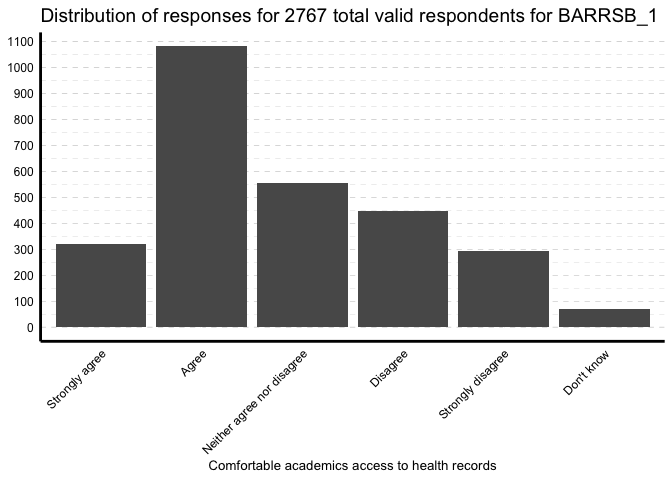 Distribution of responses for 2767 total valid respondents for BARRSB_1
1100
1000
900
800
700
600
500
400
300
200
100
0
Strongly agree
Agree
Neither agree nor disagree
Disagree
Strongly disagree
Don't know
Comfortable academics access to health records